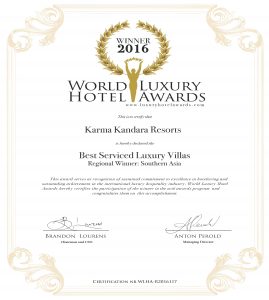 WINNER
2016
WORLD LUXURY
HOTEL AWARDS
www.luxuryhotelawards.com
This is to certify that
Karma Kandara Resorts
is hereby declared the
Best Serviced Luxury Villas
Regional Winner: Southern Asia
This award serves as recognition of sustained commitment to excellence in hoteliering and
outstanding achievement in the international luxury hospitality industry. World Luxury Hotel
Awards hereby certifies the participation of the winner in the said awards program and
congratulates them on this accomplishment.
BRANDON LOURENS
Chairman and CEO
ANTON PEROLD
Managing Director
CERTIFICATION NR.WLHA-R2016137